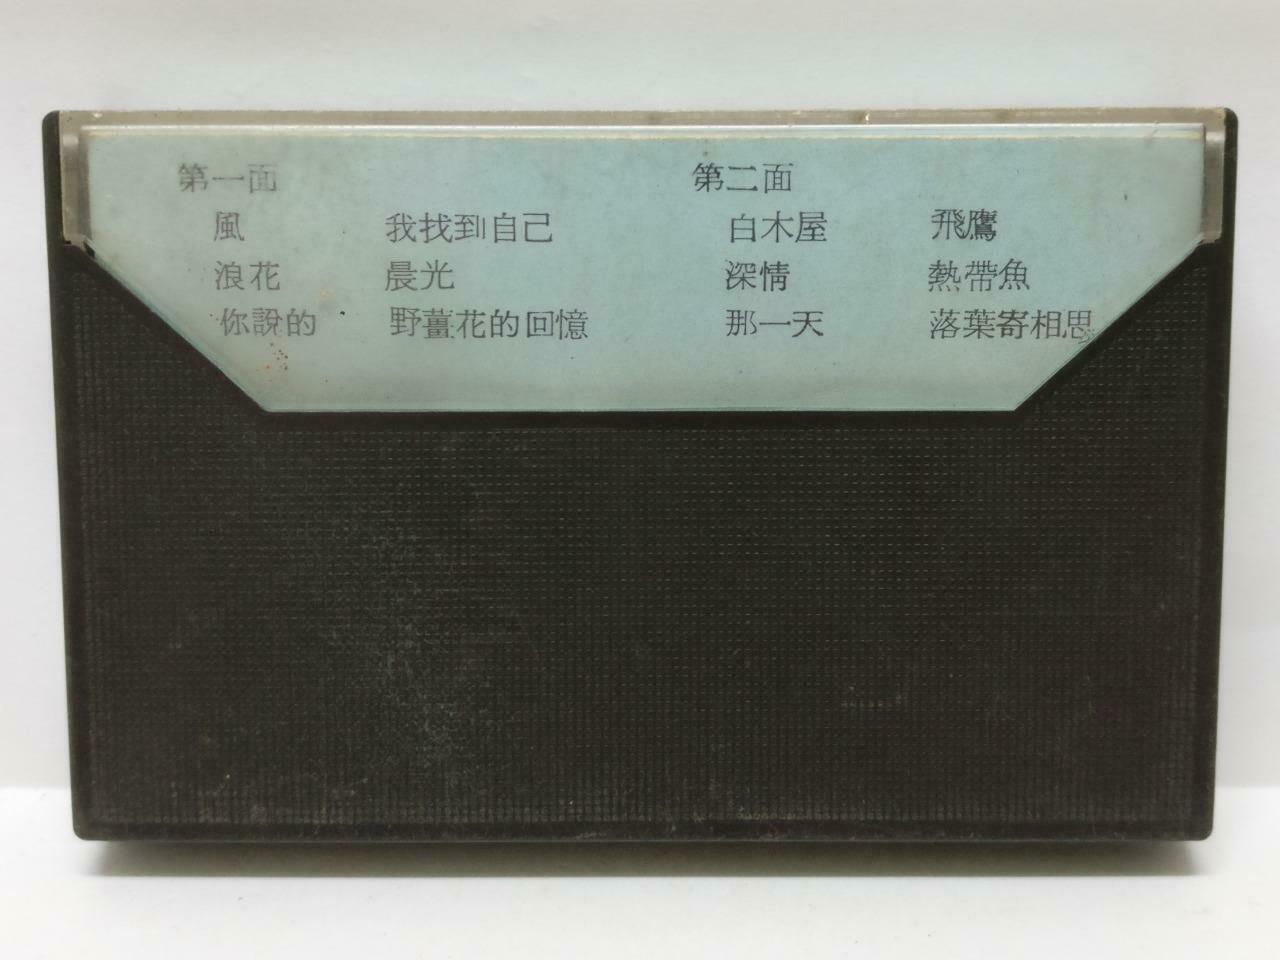 第一面
風 我找到自己
浪花 晨光
你說的 野薑花的回憶
第二面
白木屋 飛鷹
深情 熱帶魚
那一天 落葉寄相思